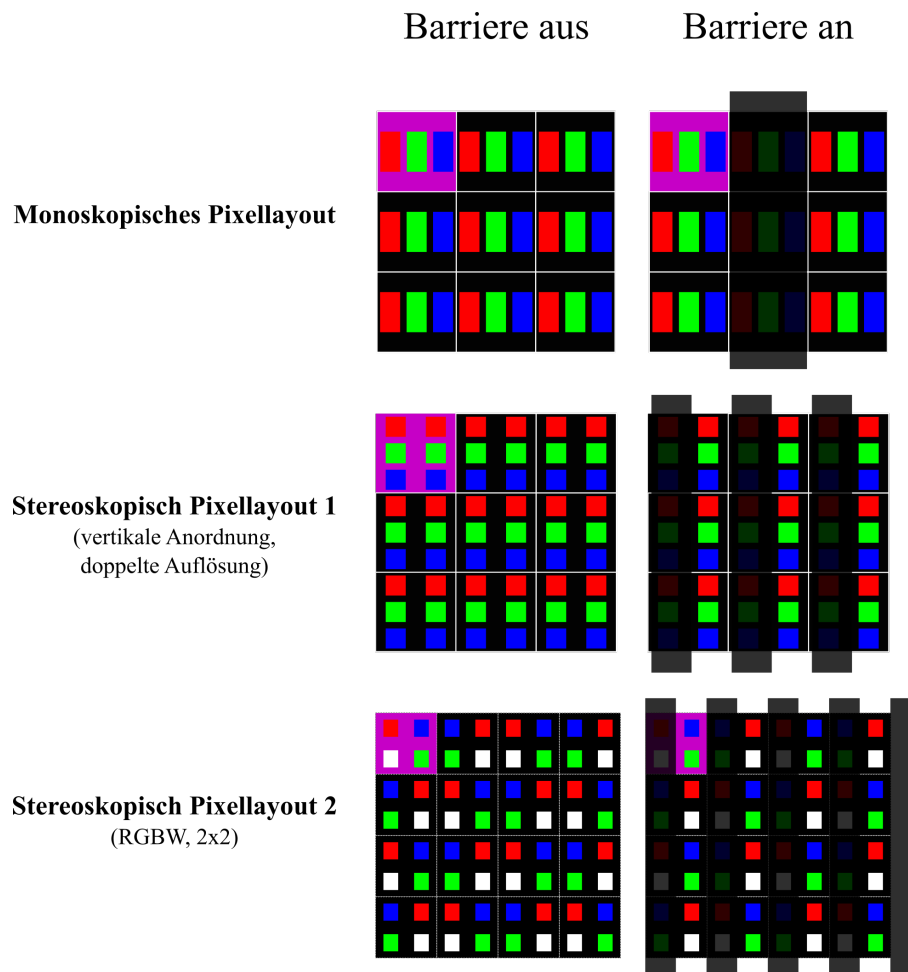 Barriere aus
Barriere an
Monoskopisches Pixellayout
Stereoskopisch Pixellayout 1
(vertikale Anordnung,
doppelte Auflösung)
Stereoskopisch Pixellayout 2
(RGBW, 2x2)